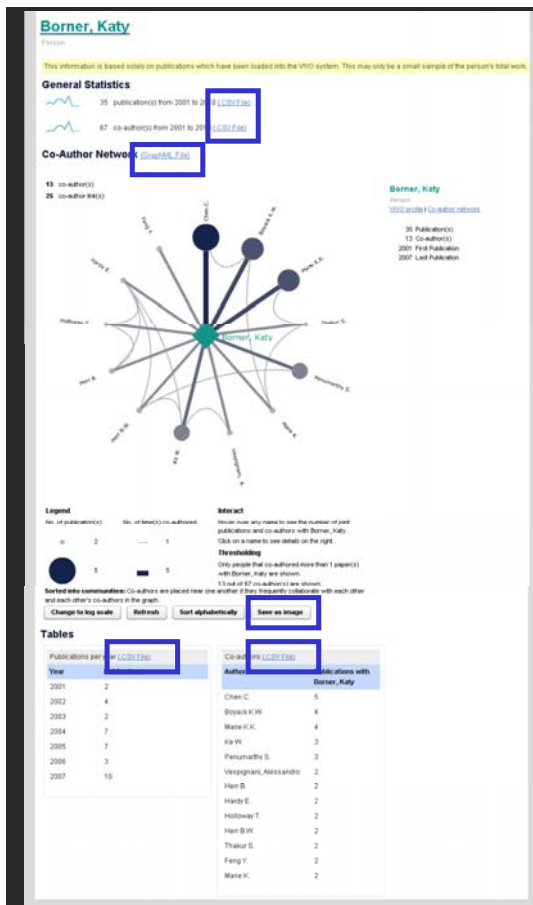 Borner, Katy
Person
This information is based solely on publications which have been loaded into the VIVO system. This may only be a small sample of the person's total work.
General Statistics
35 publication(s) from 2001 to (.CSV File)
67 co-author(s) from 2001 to (.CSV File)
Co-Author Network (GraphML File)
13 co-author(s)
25 co-author link(s)
Borner, Katy
Person
VIVO profile | Co-author network
35 Publication(s)
13 Co-author(s)
2001 First Publication
2007 Last Publication
Chen C.
Boyack K.W.
Mane K.K.
Thakur S.
Penumarthy S.
Mane K.
Vespignani, A.
Ke W.
Herr B.W.
Herr B.
Holloway T.
Hardy E.
Feng Y.
Borner, Katy
Legend
No. of publication(s) No. of time(s) co-authored
2 1
5 5
Interact
Hover over any name to see the number of joint
publications and co-authors with Borner, Katy.
Click on a name to see details on the right.
Thresholding
Only people that co-authored more than 1 paper(s)
with Borner, Katy are shown.
13 out of 67 co-author(s) are shown
Sorted into communities: Co-authors are placed near one another if they frequently collaborate with each other
and each other's co-authors in the graph.
Change to log scale Refresh Sort alphabetically Save as image
Tables
Publications per year (.CSV File)
Year
2001 2
2002 4
2003 2
2004 7
2005 7
2006 3
2007 10
Co-authors (.CSV File)
Author Publications with
Borner, Katy
Chen C. 5
Boyack K.W. 4
Mane K.K. 4
Ke W. 3
Penumarthy S. 3
Vespignani, Alessandro 2
Herr B. 2
Hardy E. 2
Holloway T. 2
Herr B.W. 2
Thakur S. 2
Feng Y. 2
Mane K. 2